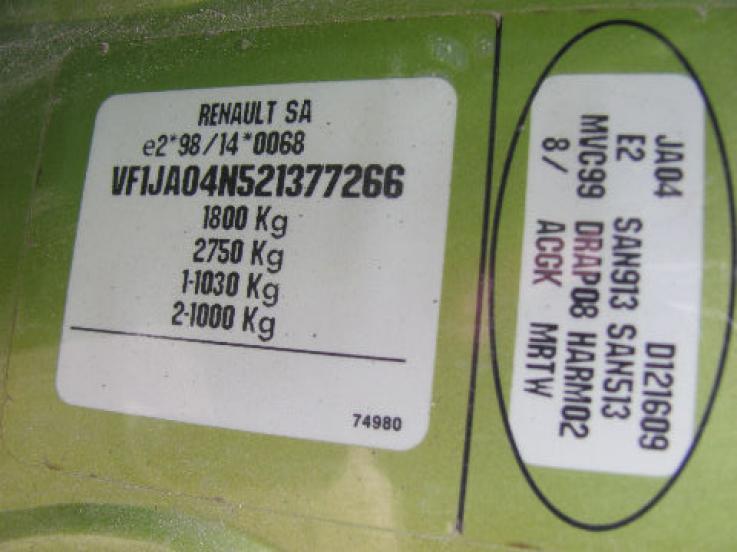 RENAULT SA
e2*98/14*0068
VF1JA04N521377266
1800 Kg
2750 Kg
1-1030 Kg
2-1000 Kg
74980
JA04 D121609
E2 SAN913 SAN513
MVC99 DRAP08 HARM02
8/ ACGK MRTW